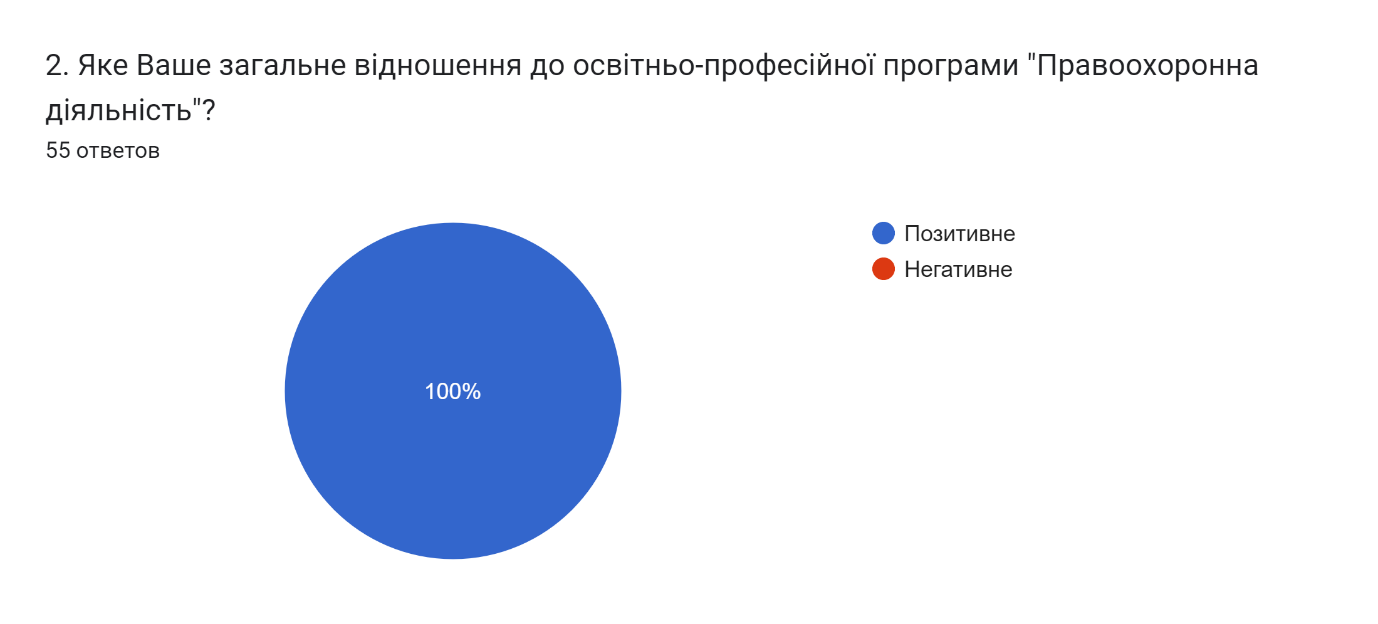 2. Яке Ваше загальне відношення до освітньо-професійної програми "Правоохоронна
діяльність"?
55 ответов
Позитивне
Негативне
100%